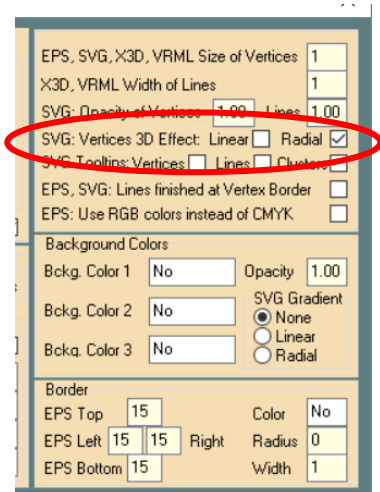 EPS, SVG, X3D, VRML Size of Vertices 1
X3D, VRML Width of Lines 1
SVG: Opacity of Vertices 1.00 Lines 1.00
SVG: Vertices 3D Effect: Linear Radial
SVG Tooltips: Vertices Lines Clusters
EPS, SVG: Lines finished at Vertex Border
EPS: Use RGB colors instead of CMYK
Background Colors
Bckg. Color 1 No Opacity 1.00
SVG Gradient
Bckg. Color 2 No None
Linear
Bckg. Color 3 No Radial
Border
EPS Top 15 Color No
EPS Left 15 15 Right Radius 0
EPS Bottom 15 Width 1